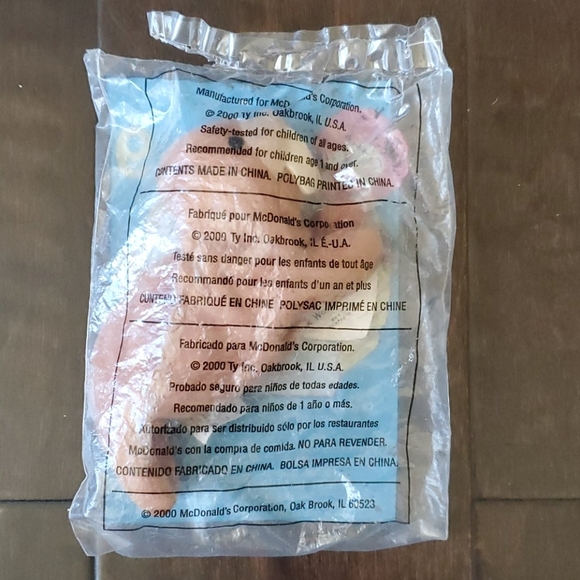 Manufactured for McDonald's Corporation.
© 2000 Ty Inc. Oakbrook, IL U.S.A.
Safety-tested for children of all ages.
Recommended for children age 1 and over.
CONTENTS MADE IN CHINA. POLYBAG PRINTED IN CHINA.
Fabriqué pour McDonald's Corporation
© 2000 Ty Inc. Oakbrook, IL É.-U.A.
Testé sans danger pour les enfants de tout âge
Recommandé pour les enfants d'un an et plus
CONTENU FABRIQUÉ EN CHINE POLYSAC IMPRIMÉ EN CHINE
Fabricado para McDonald's Corporation.
© 2000 Ty Inc. Oakbrook, IL U.S.A.
Probado seguro para niños de todas edades.
Recomendado para niños de 1 año o más.
Autorizado para ser distribuido sólo por los restaurantes
McDonald's con la compra de comida. NO PARA REVENDER.
CONTENIDO FABRICADO EN CHINA. BOLSA IMPRESA EN CHINA.
© 2000 McDonald's Corporation, Oak Brook, IL 60523